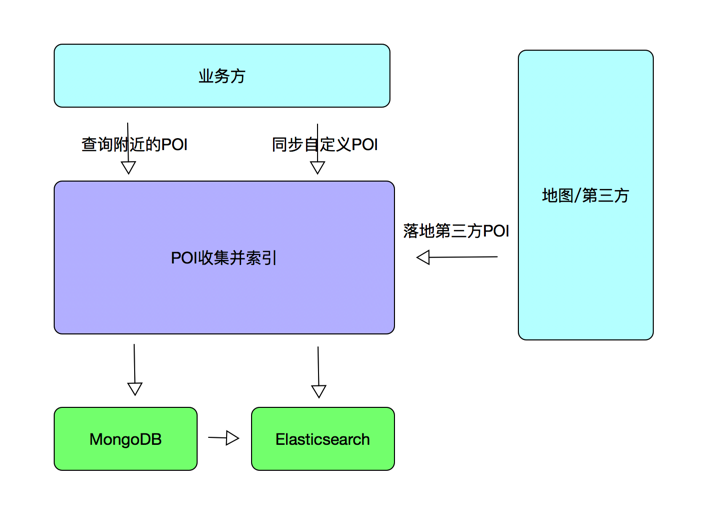 业务方
查询附近的POI
同步自定义POI
地图/第三方
落地第三方POI
POI收集并索引
MongoDB
Elasticsearch